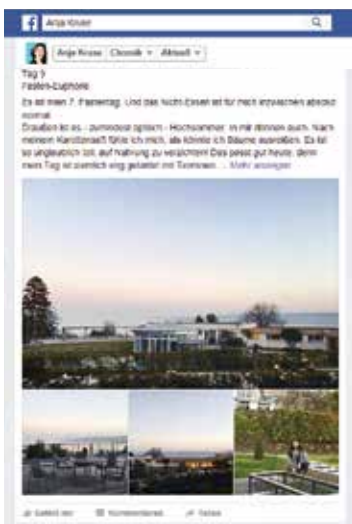 Anja Kruse
Anja Kruse Chronik Aktuell
Tag 9
Fasten-Euphorie
Es ist mein 7. Fastentag. Und das Nicht-Essen ist für mich inzwischen absolut
normal.
Draußen ist es - zumindest optisch - Hochsommer. In mir drinnen auch. Nach
meinem fühle ich mich, als könnte ich Bäume ausreißen. Es ist
so unglaublich toll, auf Nahrung zu verzichten! Das passt gut heute, denn
mein Tag ist ziemlich eng getaktet mit Terminen ... Mehr anzeigen
Gefällt mir Kommentieren Teilen